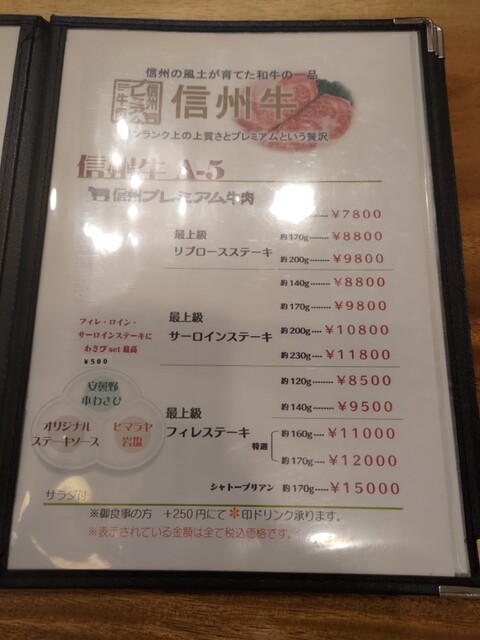 信州の風土が育てた和牛の一品
信州
プレミアム
牛肉
信州牛
ンランク上の上質さとプレミアムという贅沢
信州牛 A-5
信州プレミアム牛肉
最上級
リブロースステーキ
¥7800
約170g ¥8800
約200g ¥9800
最上級
サーロインステーキ
約140g ¥8800
約170g ¥9800
約200g ¥10800
約230g ¥11800
フィレ・ロイン・
サーロインステーキに
わさびset最高
¥500
安曇野
本わさび
オリジナル
ステーキソース
ヒマラヤ
岩塩
最上級
フィレステーキ
約120g ¥8500
約140g ¥9500
特選
約160g ¥11000
約170g ¥12000
シャトーブリアン 約170g ¥15000
サラダ付
※御食事の方 +250円にて✽印ドリンク承ります。
※表示されている金額は全て税込価格です。